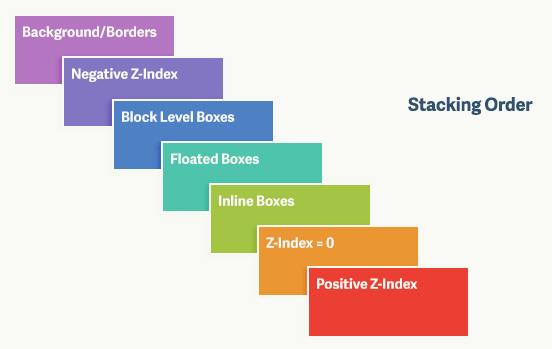 Background/Borders
Negative Z-Index
Block Level Boxes
Stacking Order
Floated Boxes
Inline Boxes
Z-Index = 0
Positive Z-Index